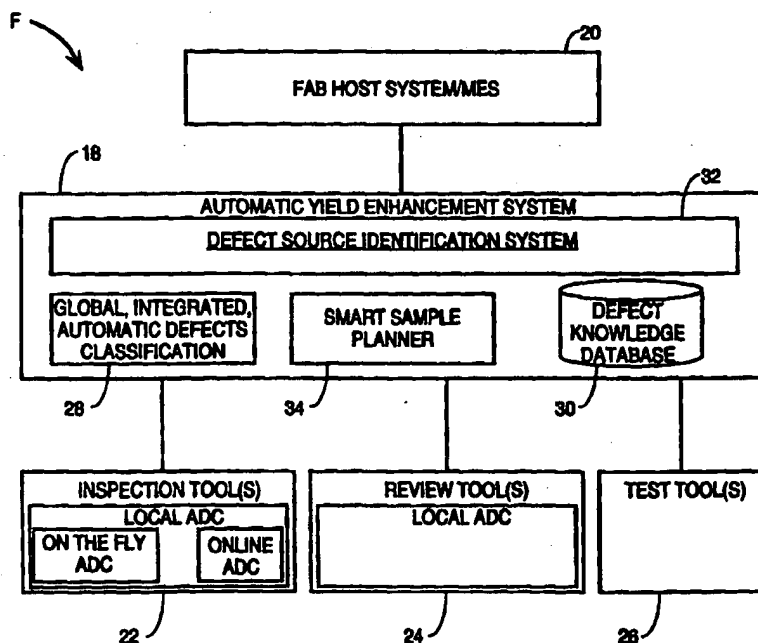 F
20
FAB HOST SYSTEM/MES
18
32
AUTOMATIC YIELD ENHANCEMENT SYSTEM
DEFECT SOURCE IDENTIFICATION SYSTEM
GLOBAL, INTEGRATED,
AUTOMATIC DEFECTS
CLASSIFICATION
SMART SAMPLE
PLANNER
DEFECT
KNOWLEDGE
DATABASE
28
34
30
INSPECTION TOOL(S)
LOCAL ADC
ON THE FLY
ADC
ONLINE
ADC
REVIEW TOOL(S)
LOCAL ADC
TEST TOOL(S)
22
24
26